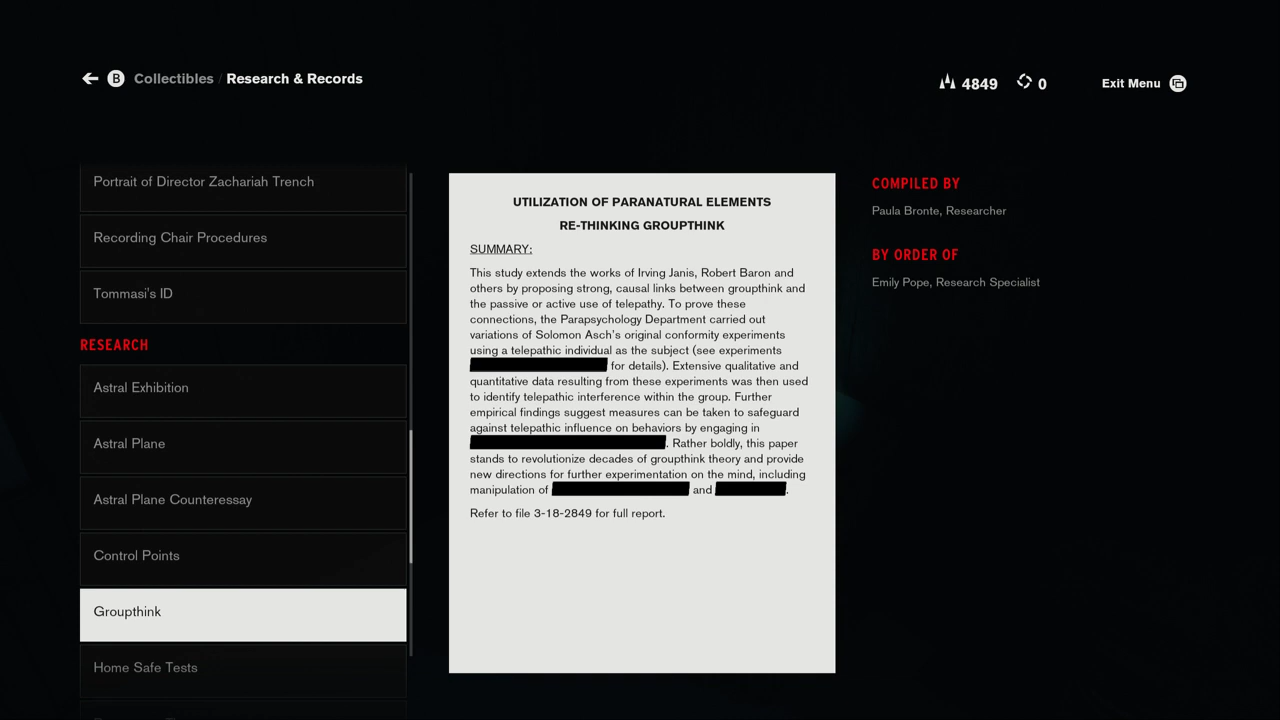 B Collectibles / Research & Records
4849 0 Exit Menu
Portrait of Director Zachariah Trench
Recording Chair Procedures
Tommasi's ID
RESEARCH
Astral Exhibition
Astral Plane
Astral Plane Counteressay
Control Points
Groupthink
Home Safe Tests
UTILIZATION OF PARANATURAL ELEMENTS
RE-THINKING GROUPTHINK
SUMMARY:
This study extends the works of Irving Janis, Robert Baron and
others by proposing strong, causal links between groupthink and
the passive or active use of telepathy. To prove these
connections, the Parapsychology Department carried out
variations of Solomon Asch's original conformity experiments
using a telepathic individual as the subject (see experiments
for details). Extensive qualitative and
quantitative data resulting from these experiments was then used
to identify telepathic interference within the group. Further
empirical findings suggest measures can be taken to safeguard
against telepathic influence on behaviors by engaging in
. Rather boldly, this paper
stands to revolutionize decades of groupthink theory and provide
new directions for further experimentation on the mind, including
manipulation of and .
Refer to file 3-18-2849 for full report.
COMPILED BY
Paula Bronte, Researcher
BY ORDER OF
Emily Pope, Research Specialist